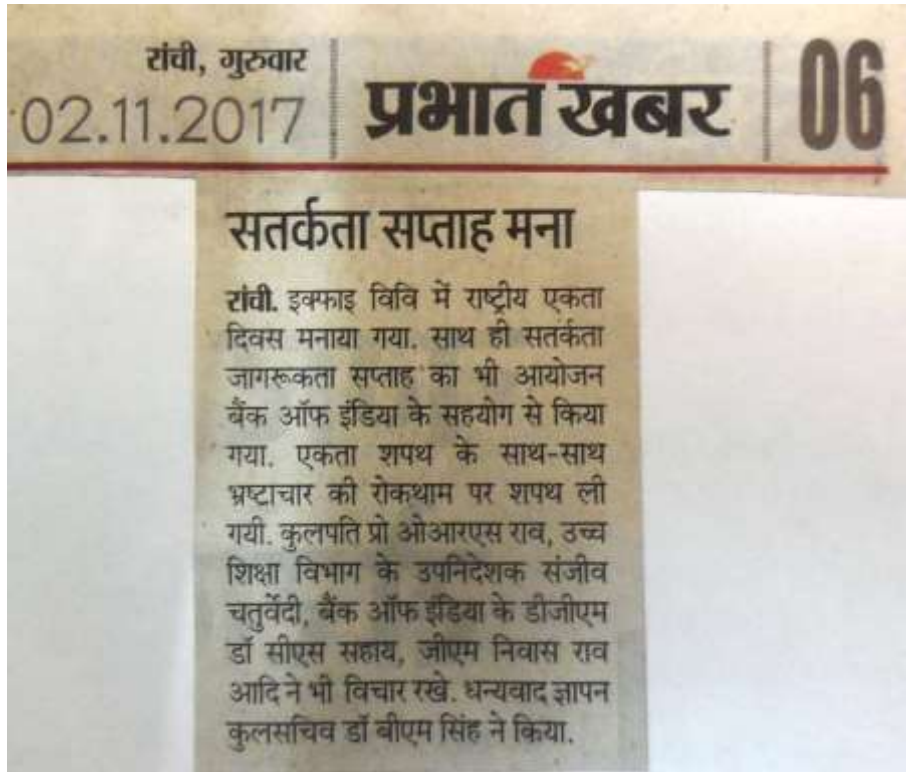 रांची, गुरुवार
02.11.2017
प्रभात खबर
06
सतर्कता सप्ताह मना
रांची. इक्फाइ विवि में राष्ट्रीय एकता
दिवस मनाया गया. साथ ही सतर्कता
जागरूकता सप्ताह का भी आयोजन
बैंक ऑफ इंडिया के सहयोग से किया
गया. एकता शपथ के साथ-साथ
भ्रष्टाचार की रोकथाम पर शपथ ली
गयी. कुलपति प्रो ओआरएस राव, उच्च
शिक्षा विभाग के उपनिदेशक संजीव
चतुर्वेदी, बैंक ऑफ इंडिया के डीजीएम
डॉ सीएस सहाय, जीएम निवास राव
आदि ने भी विचार रखे. धन्यवाद ज्ञापन
कुलसचिव डॉ बीएम सिंह ने किया.